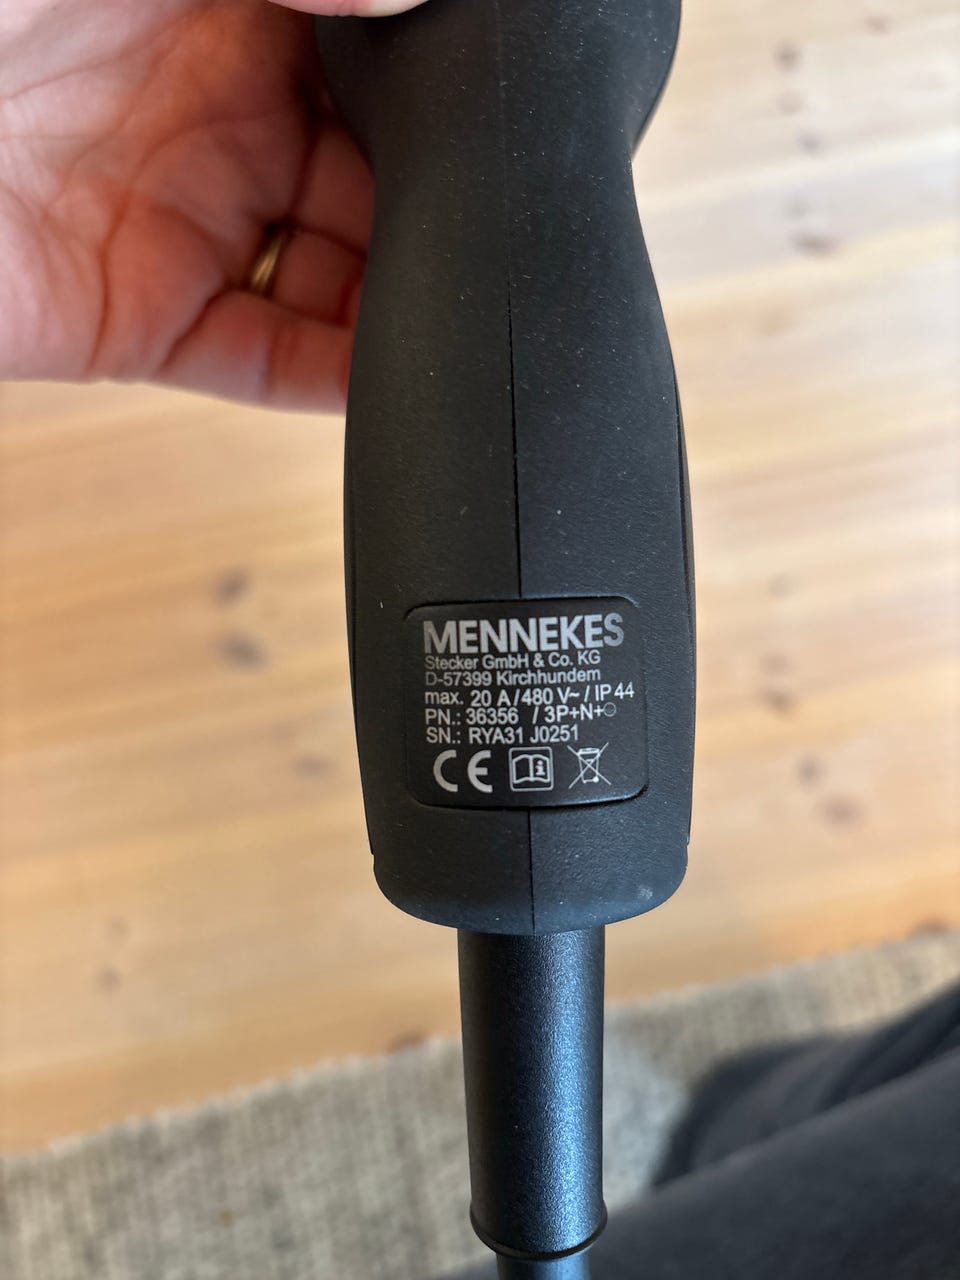 MENNEKES
Stecker GmbH & Co. KG
D-57399 Kirchhundem
max. 20 A / 480 V~ / IP 44
PN.: 36356 / 3P+N+⏚
SN.: RYA31 J0251
CE